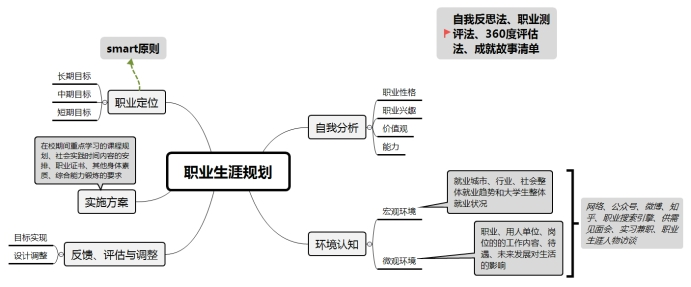 自我反思法、职业测
评法、360度评估
法、成就故事清单
smart原则
长期目标
中期目标
短期目标
职业定位
职业性格
职业兴趣
价值观
能力
自我分析
职业生涯规划
在校期间重点学习的课程规
划、社会实践时间内容的安
排、职业证书、其他身体素
质、综合能力锻炼的要求
实施方案
目标实现
设计调整
反馈、评估与调整
环境认知
宏观环境
就业城市、行业、社会整
体就业趋势和大学生整体
就业状况
微观环境
职业、用人单位、岗
位的的工作内容、待
遇、未来发展对生活
的影响
网络、公众号、微博、知
乎、职业搜索引擎、供需
见面会、实习兼职、职业
生涯人物访谈